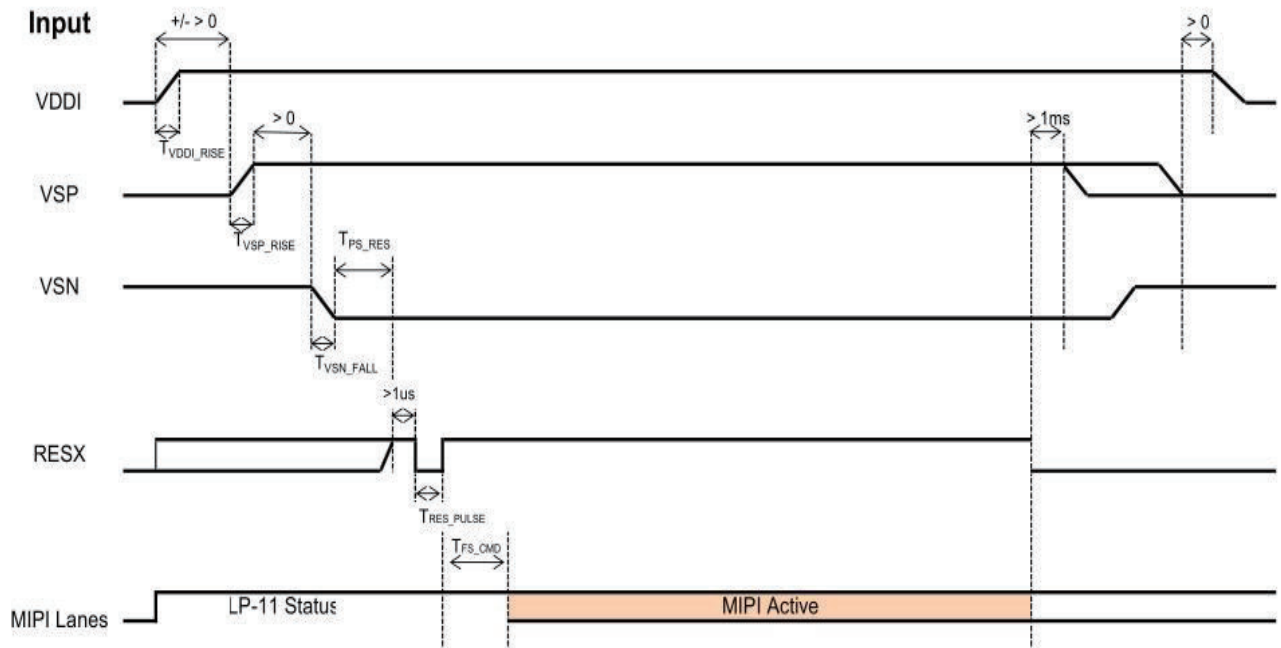 Input
+/- > 0
> 0
VDDI
> 0
> 1ms
TVDDI_RISE
VSP
TVSP_RISE
TPS_RES
VSN
TVSN_FALL
>1us
RESX
TRES_PULSE
TFS_CMD
LP-11 Status
MIPI Active
MIPI Lanes